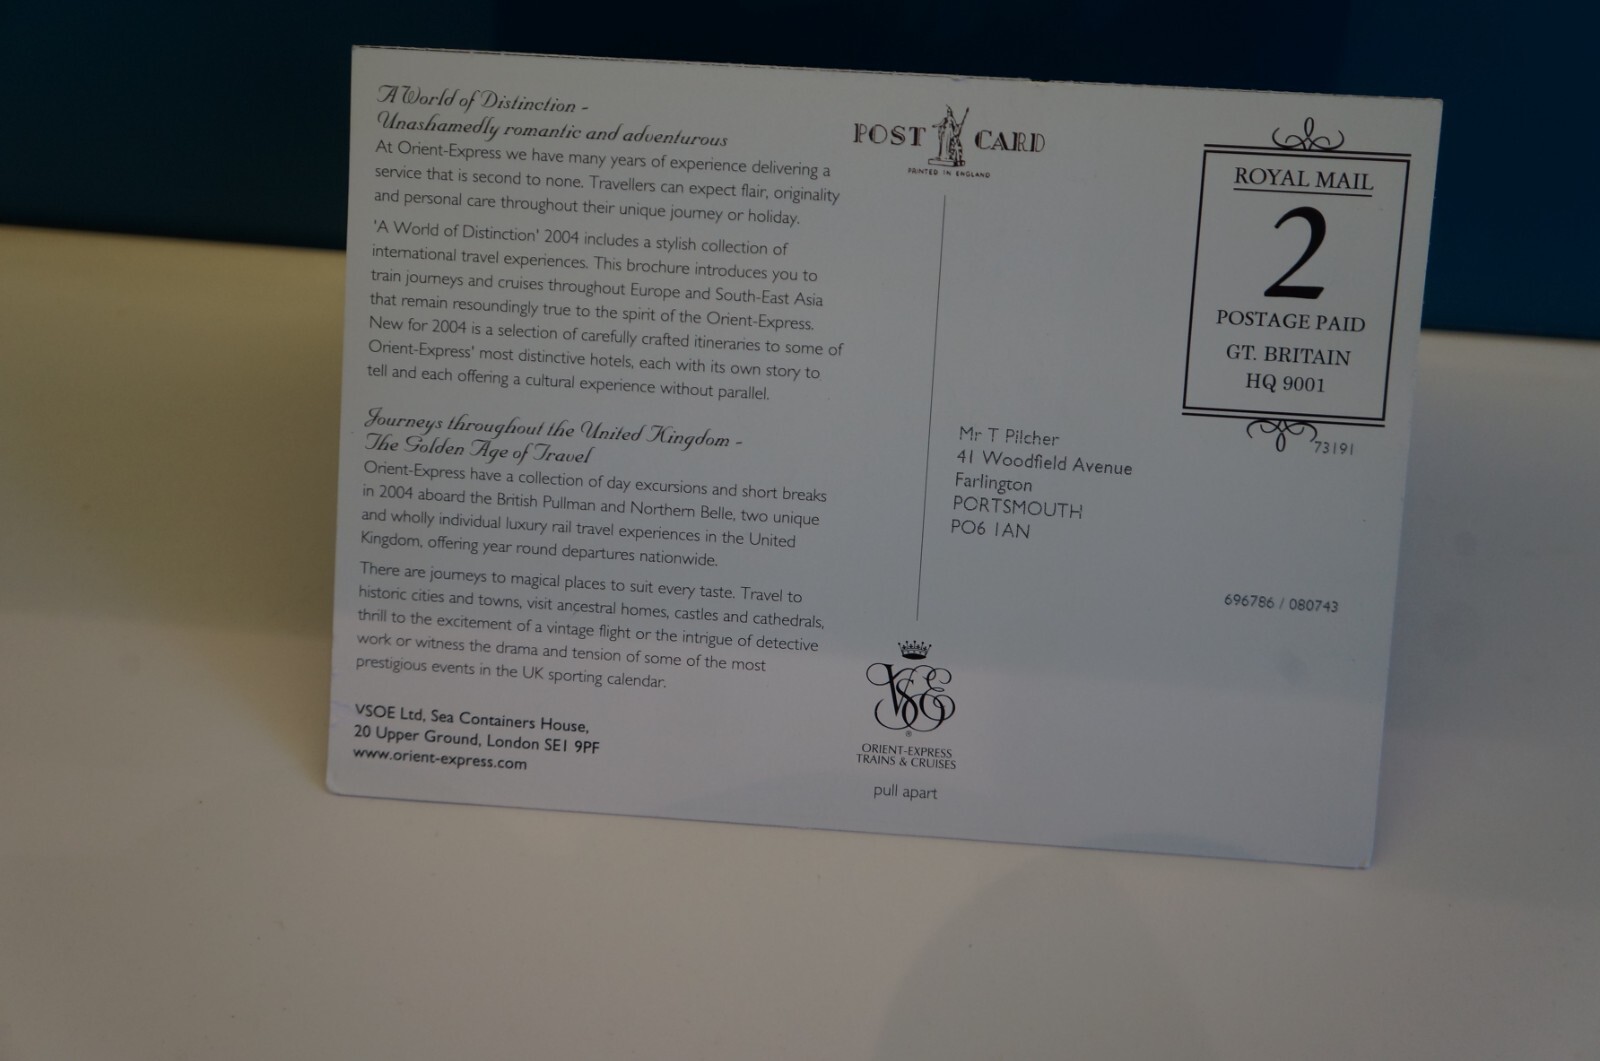 A World of Distinction -
Unashamedly romantic and adventurous
At Orient-Express we have many years of experience delivering a
service that is second to none. Travellers can expect flair, originality
and personal care throughout their unique journey or holiday.
'A World of Distinction' 2004 includes a stylish collection of
international travel experiences. This brochure introduces you to
train journeys and cruises throughout Europe and South-East Asia
that remain resoundingly true to the spirit of the Orient-Express.
New for 2004 is a selection of carefully crafted itineraries to some of
Orient-Express' most distinctive hotels, each with its own story to
tell and each offering a cultural experience without parallel.
Journeys throughout the United Kingdom -
The Golden Age of Travel
Orient-Express have a collection of day excursions and short breaks
in 2004 aboard the British Pullman and Northern Belle, two unique
and wholly individual luxury rail travel experiences in the United
Kingdom, offering year round departures nationwide.
There are journeys to magical places to suit every taste. Travel to
historic cities and towns, visit ancestral homes, castles and cathedrals,
thrill to the excitement of a vintage flight or the intrigue of detective
work or witness the drama and tension of some of the most
prestigious events in the UK sporting calendar.
VSOE Ltd, Sea Containers House,
20 Upper Ground, London SE1 9PF
www.orient-express.com
POST CARD
PRINTED IN ENGLAND
ROYAL MAIL
2
POSTAGE PAID
GT. BRITAIN
HQ 9001
73191
Mr T Pilcher
41 Woodfield Avenue
Farlington
PORTSMOUTH
PO6 1AN
696786 / 080743
VSOE
®
ORIENT-EXPRESS
TRAINS & CRUISES
pull apart